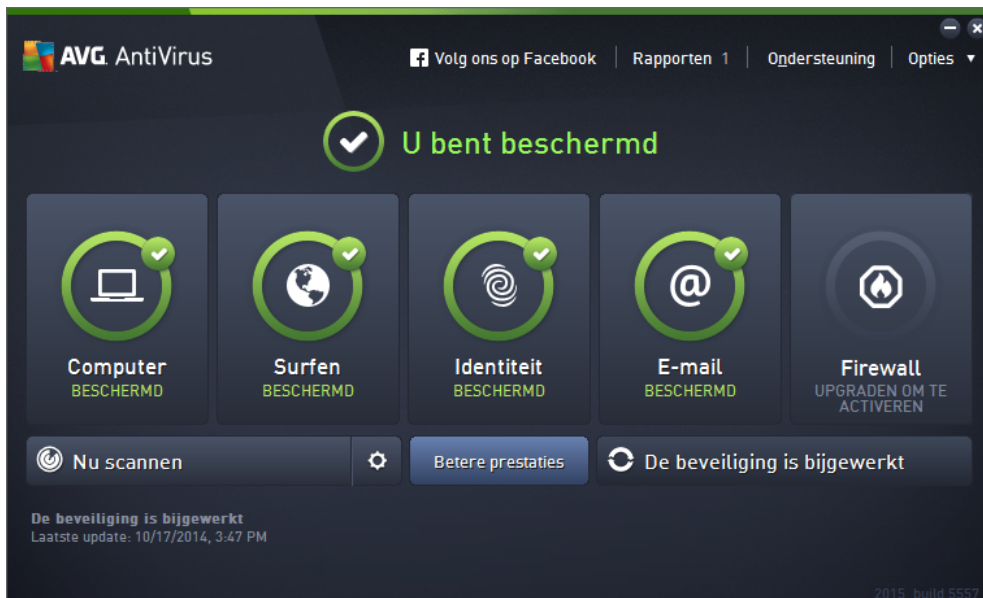 AVG. AntiVirus
Volg ons op Facebook
Rapporten 1
Ondersteuning
Opties
U bent beschermd
Computer
BESCHERMD
Surfen
BESCHERMD
Identiteit
BESCHERMD
E-mail
BESCHERMD
Firewall
UPGRADEN OM TE
ACTIVEREN
Nu scannen
Betere prestaties
De beveiliging is bijgewerkt
De beveiliging is bijgewerkt
Laatste update: 10/17/2014, 3:47 PM
2015 build 5557